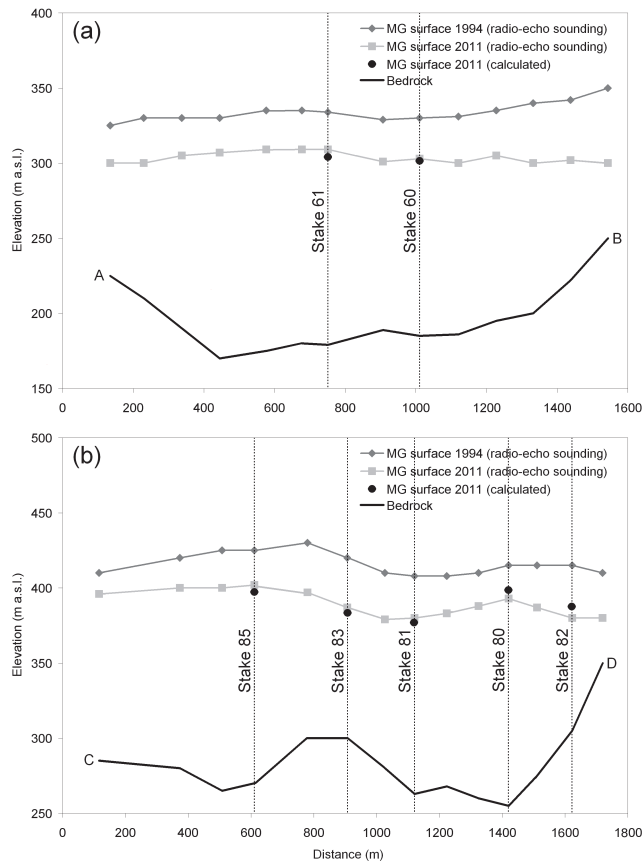 (a)
MG surface 1994 (radio-echo sounding)
MG surface 2011 (radio-echo sounding)
MG surface 2011 (calculated)
Bedrock
400
350
300
250
200
150
Elevation (m a.s.l.)
A
B
Stake 61
Stake 60
0 200 400 600 800 1000 1200 1400 1600
(b)
MG surface 1994 (radio-echo sounding)
MG surface 2011 (radio-echo sounding)
MG surface 2011 (calculated)
Bedrock
500
450
400
350
300
250
Elevation (m a.s.l.)
C
D
Stake 85
Stake 83
Stake 81
Stake 80
Stake 82
0 200 400 600 800 1000 1200 1400 1600 1800
Distance (m)